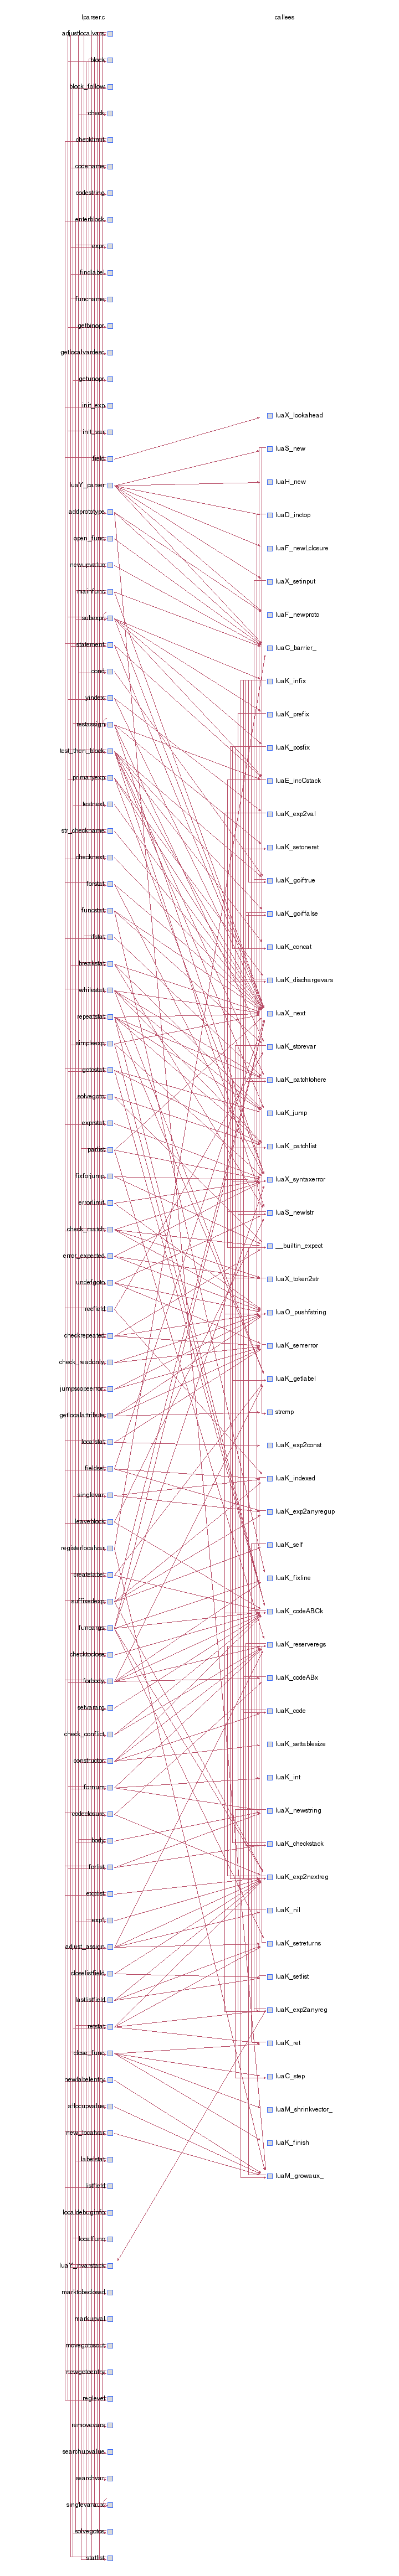 lparser.c
callees
adjustlocalvars
block
block_follow
check
checklimit
codename
codestring
enterblock
expr
findlabel
funcname
getbinopr
getlocalvardesc
getunopr
init_exp
init_var
field
luaX_lookahead
luaS_new
luaY_parser
luaH_new
addprototype
luaD_inctop
open_func
luaF_newLclosure
newupvalue
luaX_setinput
mainfunc
luaF_newproto
subexpr
statement
luaC_barrier_
cond
luaK_infix
yindex
luaK_prefix
restassign
luaK_posfix
test_then_block
primaryexp
luaE_incCstack
testnext
luaK_exp2val
str_checkname
luaK_setoneret
checknext
luaK_goiftrue
forstat
funcstat
luaK_goiffalse
luaK_concat
breakstat
luaK_dischargevars
whilestat
luaX_next
repeatstat
simpleexp
luaK_storevar
gotostat
luaK_patchtohere
solvegoto
luaK_jump
exprstat
luaK_patchlist
parlist
fixforjump
luaX_syntaxerror
errorlimit
luaS_newlstr
check_match
luaK_semerror
__builtin_expect
error_expected
luaX_token2str
undefgoto
recfield
luaO_pushfstring
checkrepeated
check_readonly
luaK_getlabel
jumpscopeerror
strcmp
getlocalattribute
localstat
luaK_exp2const
fieldsel
luaK_indexed
singlevar
luaK_exp2anyregup
leaveblock
luaK_self
registerlocalvar
createlabel
luaK_fixline
suffixedexp
luaK_codeABCk
funcargs
luaK_reserveregs
checktoclose
luaK_codeABx
forbody
setvararg
luaK_code
check_conflict
luaK_settablesize
constructor
luaK_int
fornum
luaX_newstring
codeclosure
body
luaK_checkstack
forlist
luaK_exp2nextreg
explist
luaK_nil
exp1
luaK_setreturns
adjust_assign
closelistfield
luaK_setlist
lastlistfield
luaK_exp2anyreg
retstat
luaK_ret
close_func
luaC_step
newlabelentry
allocupvalue
luaM_shrinkvector_
new_localvar
luaK_finish
labelstat
luaM_growaux_
listfield
localdebuginfo
localfunc
luaY_nvarstack
marktobeclosed
markupval
movegotosout
newgotoentry
reglevel
removevars
searchupvalue
searchvar
singlevaraux
solvegotos
statlist